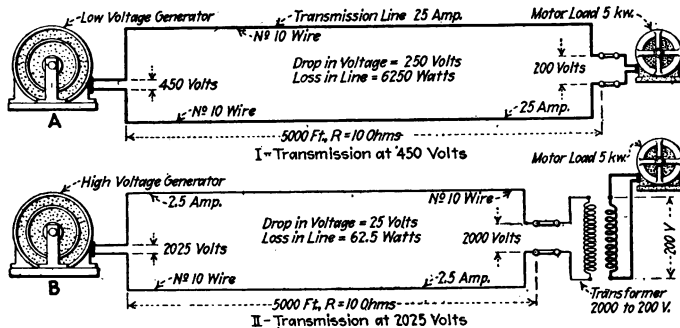 Low Voltage Generator
Transmission Line 25 Amp.
Motor Load 5 kw.
Nº 10 Wire
Drop in Voltage = 250 Volts
Loss in Line = 6250 Watts
450 Volts
200 Volts
A
Nº 10 Wire
25 Amp.
5000 Ft., R = 10 Ohms
I - Transmission at 450 Volts
High Voltage Generator
Motor Load 5 kw.
2.5 Amp.
Nº 10 Wire
Drop in Voltage = 25 Volts
Loss in Line = 62.5 Watts
2025 Volts
2000 Volts
200 V.
B
Nº 10 Wire
2.5 Amp.
5000 Ft., R = 10 Ohms
Transformer
2000 to 200 V.
II - Transmission at 2025 Volts